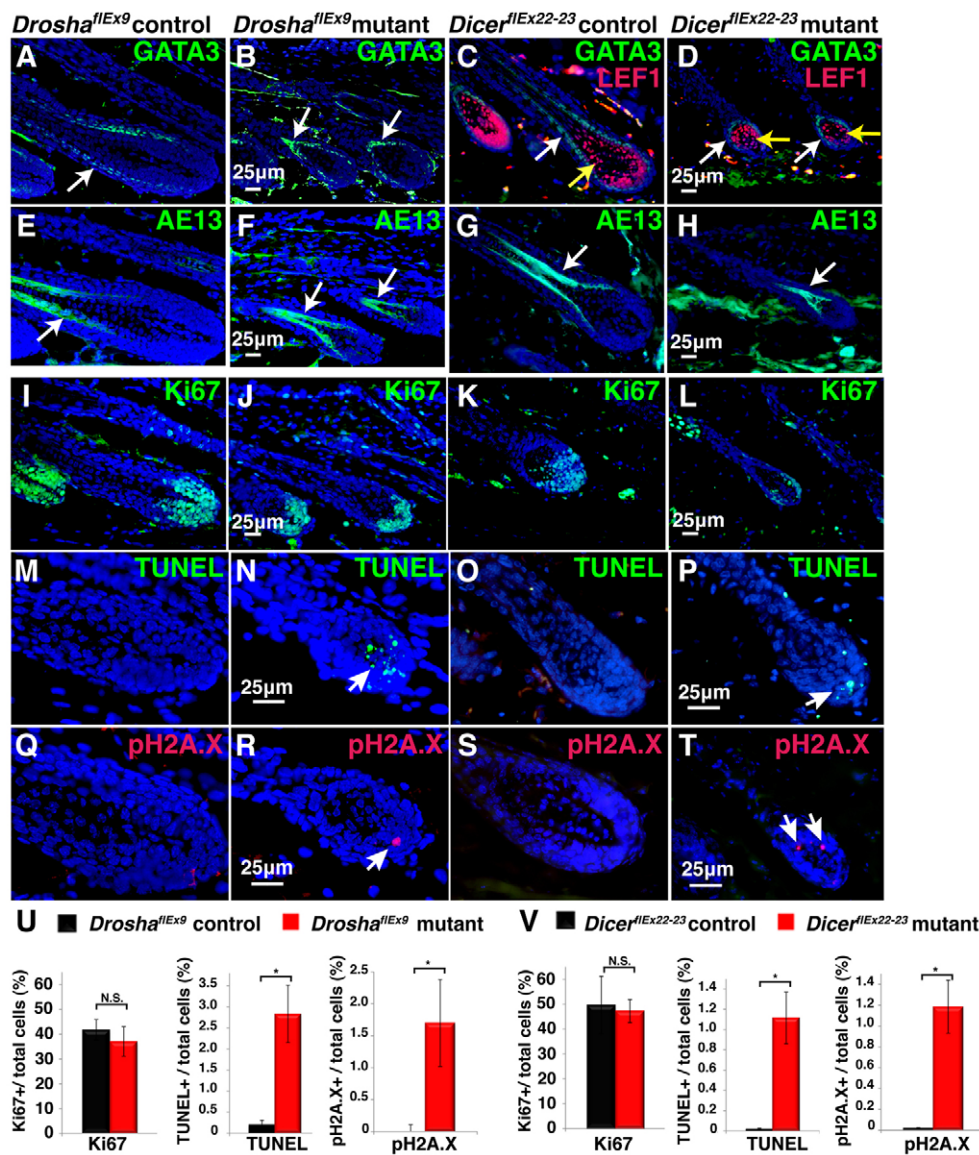 Drosha^flEx9 control Drosha^flEx9 mutant Dicer^flEx22-23 control Dicer^flEx22-23 mutant
A GATA3 B GATA3 C GATA3 D GATA3
LEF1 LEF1
25µm 25µm 25µm
E AE13 F AE13 G AE13 H AE13
25µm 25µm
I Ki67 J Ki67 K Ki67 L Ki67
25µm 25µm
M TUNEL N TUNEL O TUNEL P TUNEL
25µm 25µm
Q pH2A.X R pH2A.X S pH2A.X T pH2A.X
25µm 25µm
U Drosha^flEx9 control Drosha^flEx9 mutant V Dicer^flEx22-23 control Dicer^flEx22-23 mutant
Ki67+/ total cells (%)
60
50
40
30
20
10
0
N.S.
Ki67
TUNEL+ / total cells (%)
3.5
3.0
2.5
2.0
1.5
1.0
0.5
0
*
TUNEL
pH2A.X+ / total cells (%)
2.5
2.0
1.5
1.0
0.5
0
*
pH2A.X
Ki67+/ total cells (%)
60
50
40
30
20
10
0
N.S.
Ki67
TUNEL+ / total cells (%)
1.4
1.2
1.0
0.8
0.6
0.4
0.2
0
*
TUNEL
pH2A.X+ / total cells (%)
1.4
1.2
1.0
0.8
0.6
0.4
0.2
0
*
pH2A.X